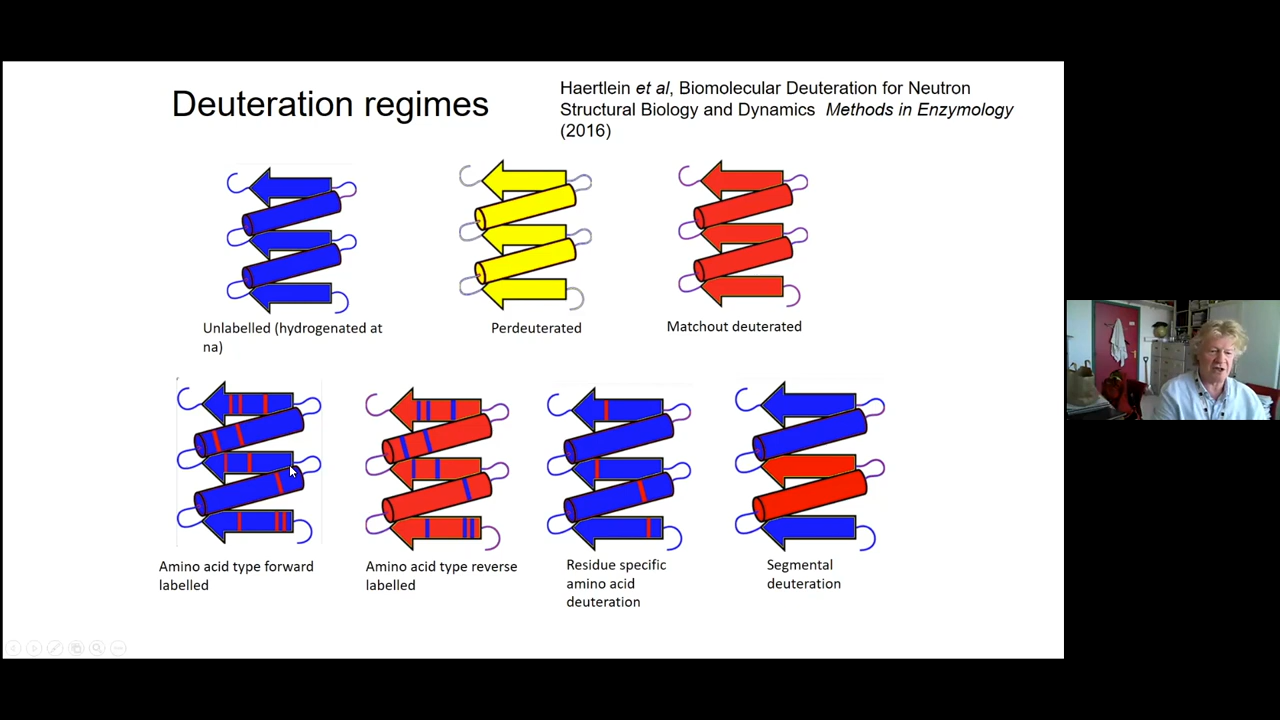 Deuteration regimes
Haertlein et al, Biomolecular Deuteration for Neutron
Structural Biology and Dynamics Methods in Enzymology
(2016)
Unlabelled (hydrogenated at
na)
Perdeuterated
Matchout deuterated
Amino acid type forward
labelled
Amino acid type reverse
labelled
Residue specific
amino acid
deuteration
Segmental
deuteration